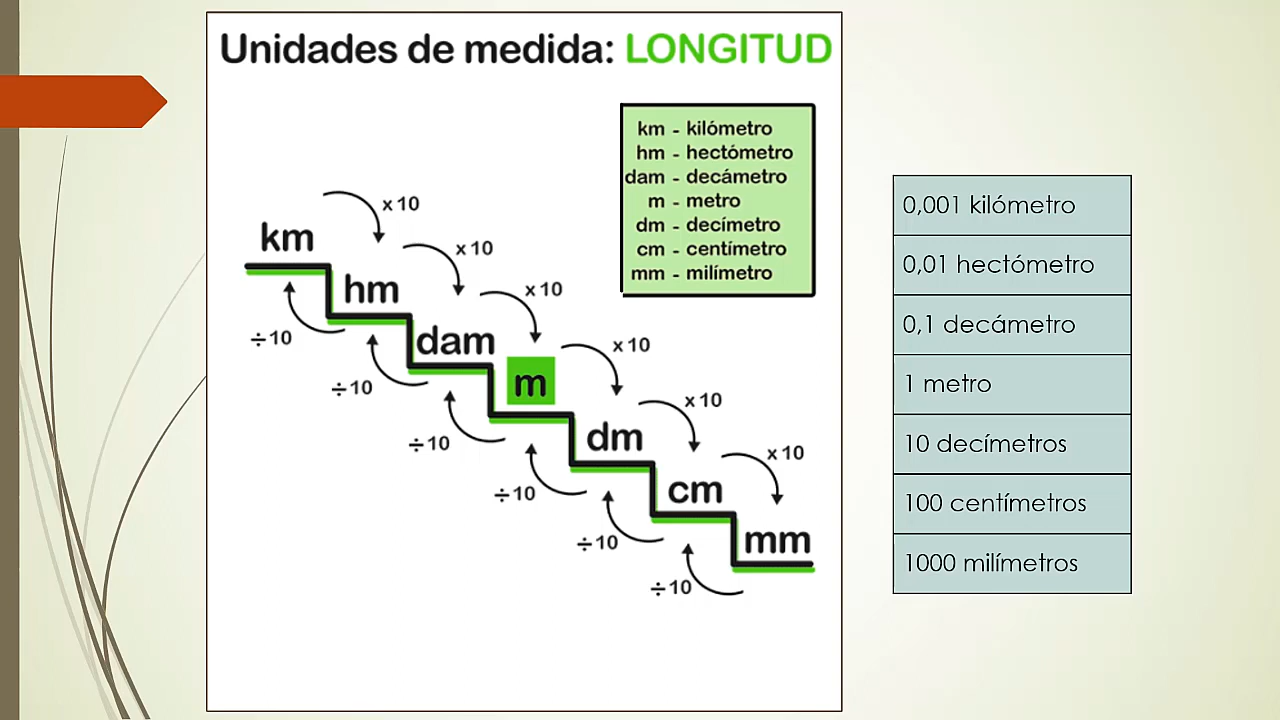 Unidades de medida: LONGITUD
km - kilómetro
hm - hectómetro
dam - decámetro
m - metro
dm - decímetro
cm - centímetro
mm - milímetro
x 10
km
x 10
hm
x 10
÷10
dam
x 10
÷10
m
x 10
÷10
dm
x 10
÷10
cm
÷10
mm
÷10
0,001 kilómetro
0,01 hectómetro
0,1 decámetro
1 metro
10 decímetros
100 centímetros
1000 milímetros